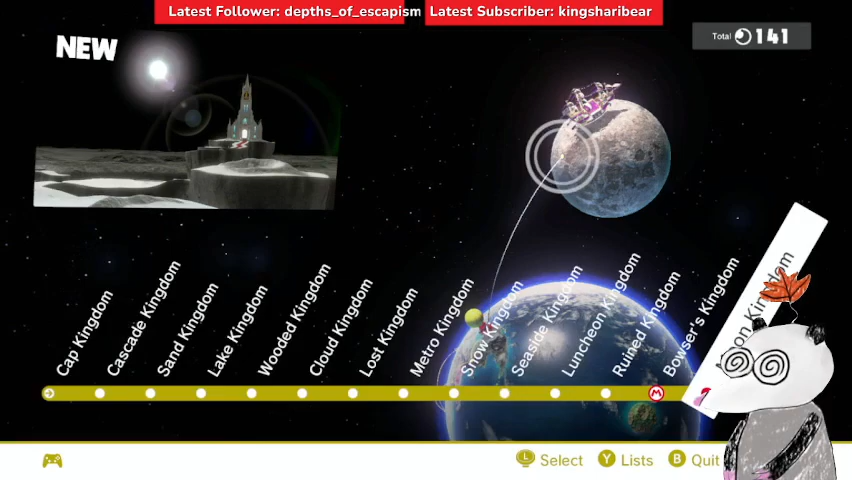 Latest Follower: depths_of_escapism Latest Subscriber: kingsharibear
NEW
Total 141
Cap Kingdom
Cascade Kingdom
Sand Kingdom
Lake Kingdom
Wooded Kingdom
Cloud Kingdom
Lost Kingdom
Metro Kingdom
Snow Kingdom
Seaside Kingdom
Luncheon Kingdom
Ruined Kingdom
Bowser's Kingdom
Kingdom
M
L Select Y Lists B Quit